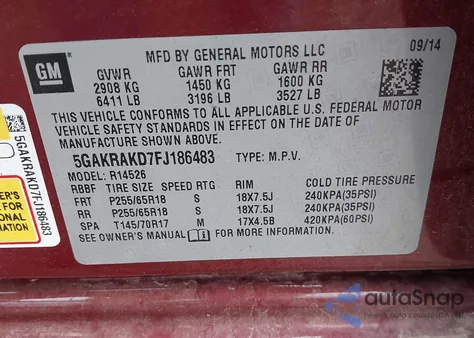 GM
MFD BY GENERAL MOTORS LLC 09/14
GVWR GAWR FRT GAWR RR
2908 KG 1450 KG 1600 KG
6411 LB 3196 LB 3527 LB
THIS VEHICLE CONFORMS TO ALL APPLICABLE U.S. FEDERAL MOTOR
VEHICLE SAFETY STANDARDS IN EFFECT ON THE DATE OF
MANUFACTURE SHOWN ABOVE.
5GAKRAKD7FJ186483 TYPE: M.P.V.
MODEL: R14526
RBBF TIRE SIZE SPEED RTG RIM COLD TIRE PRESSURE
FRT P255/65R18 S 18X7.5J 240KPA(35PSI)
RR P255/65R18 S 18X7.5J 240KPA(35PSI)
SPA T145/70R17 M 17X4.5B 420KPA(60PSI)
SEE OWNER'S MANUAL i FOR MORE INFORMATION.
5GAKRAKD7FJ186483
OWNER'S
FOR
ONAL
MATION
autoSnap